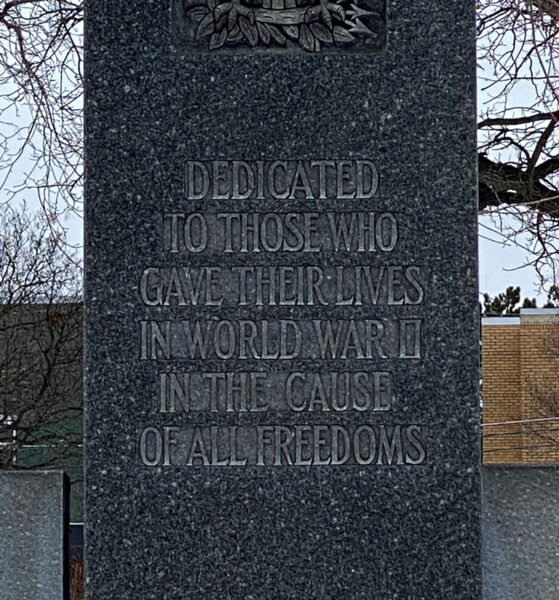 DEDICATED
TO THOSE WHO
GAVE THEIR LIVES
IN WORLD WAR II
IN THE CAUSE
OF ALL FREEDOMS